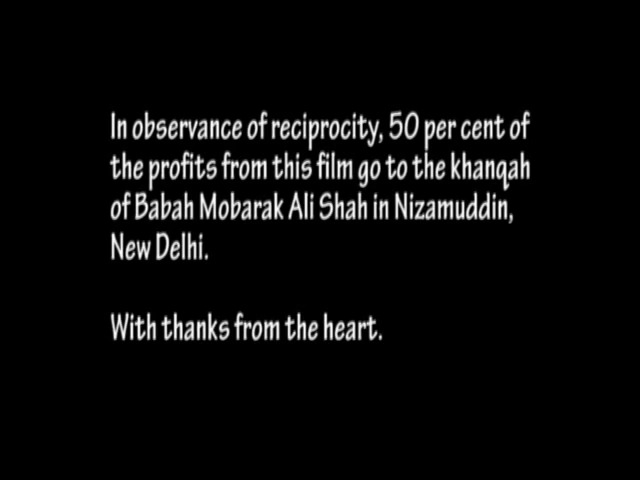 In observance of reciprocity, 50 per cent of
the profits from this film go to the khanqah
of Babah Mobarak Ali Shah in Nizamuddin,
New Delhi.
With thanks from the heart.